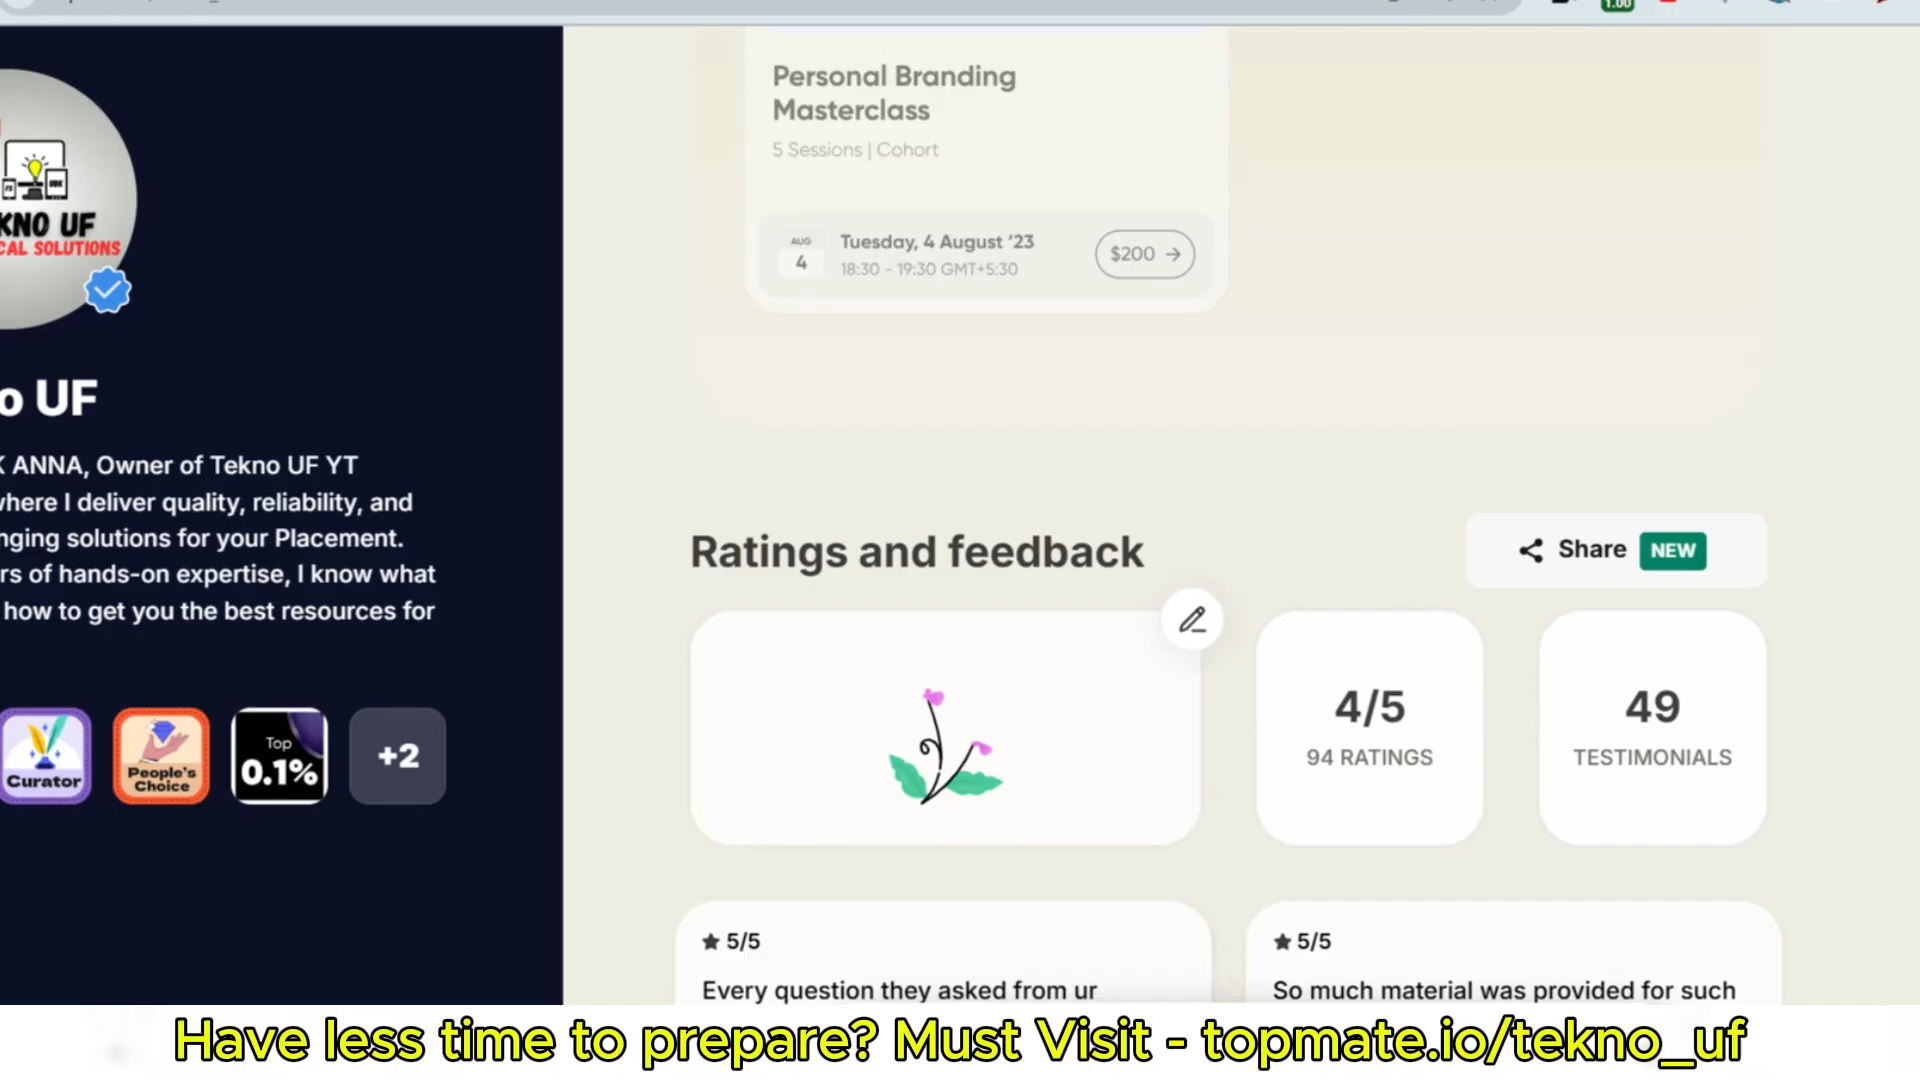 1.00
Personal Branding
Masterclass
5 Sessions | Cohort
AUG
4
Tuesday, 4 August '23
18:30 - 19:30 GMT+5:30
$200 →
KNO UF
CAL SOLUTIONS
o UF
K ANNA, Owner of Tekno UF YT
where I deliver quality, reliability, and
nging solutions for your Placement.
rs of hands-on expertise, I know what
how to get you the best resources for
Curator
People's
Choice
Top
0.1%
+2
Ratings and feedback
Share NEW
4/5
94 RATINGS
49
TESTIMONIALS
★ 5/5
Every question they asked from ur
★ 5/5
So much material was provided for such
Have less time to prepare? Must Visit - topmate.io/tekno_uf